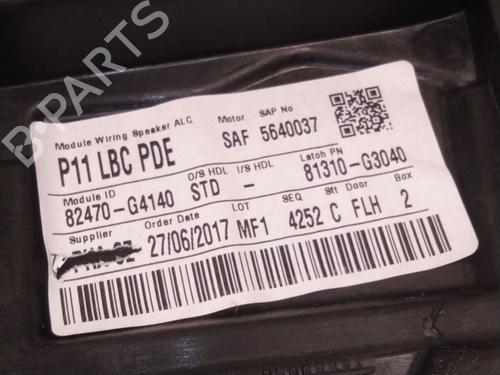 B-PARTS
Module Wiring Speaker ALC Motor SAP No
P11 LBC PDE SAF 5640037
Module ID O/S HDL I/S HDL Latch PN
82470-G4140 STD - 81310-G3040
Supplier Order Date LOT SEQ Sft Door Box
27/06/2017 MF1 4252 C FLH 2